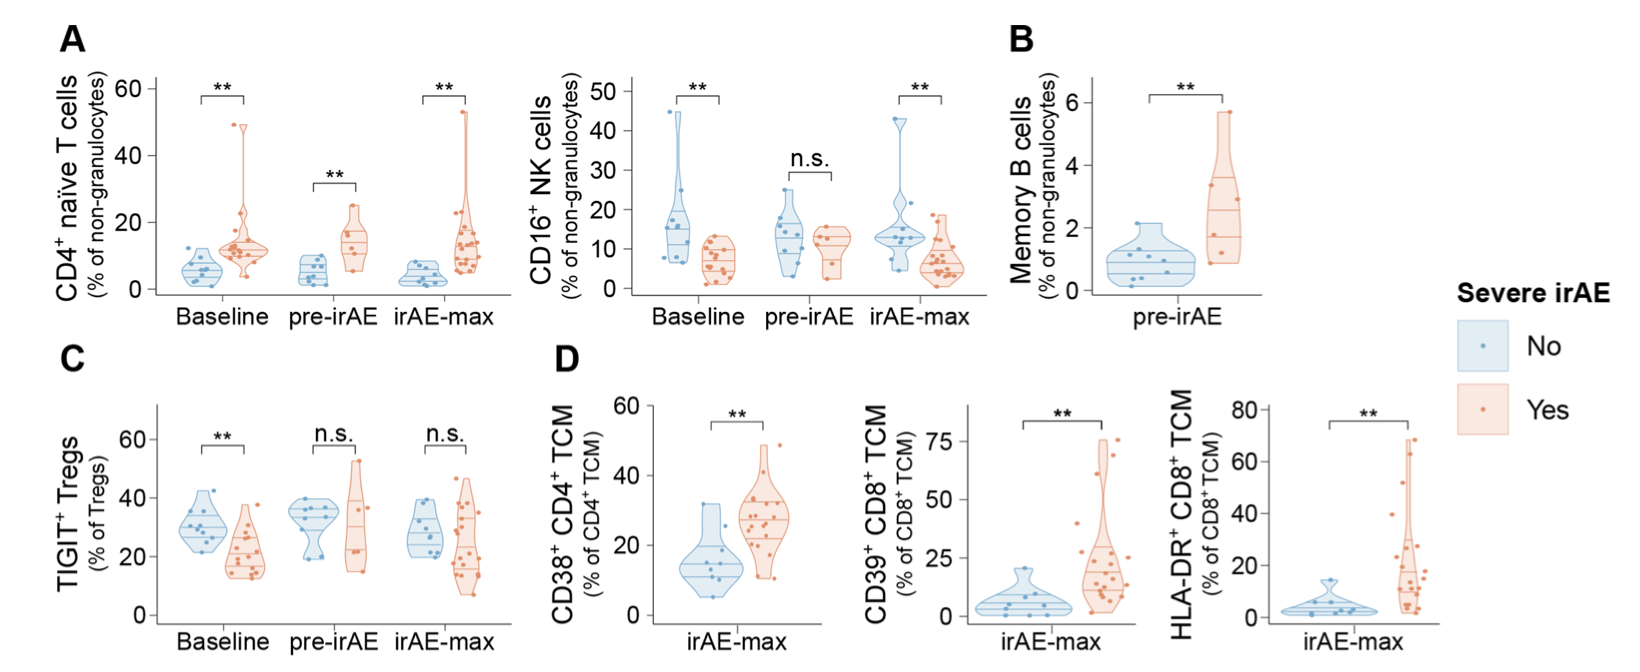 A
CD4⁺ naïve T cells
(% of non-granulocytes)
60
40
20
0
**
**
**
Baseline
pre-irAE
irAE-max
CD16⁺ NK cells
(% of non-granulocytes)
50
40
30
20
10
0
**
n.s.
**
Baseline
pre-irAE
irAE-max
B
Memory B cells
(% of non-granulocytes)
6
4
2
0
**
pre-irAE
Severe irAE
No
Yes
C
TIGIT⁺ Tregs
(% of Tregs)
60
40
20
0
**
n.s.
n.s.
Baseline
pre-irAE
irAE-max
D
CD38⁺ CD4⁺ TCM
(% of CD4⁺ TCM)
60
40
20
0
**
irAE-max
CD39⁺ CD8⁺ TCM
(% of CD8⁺ TCM)
75
50
25
0
**
irAE-max
HLA-DR⁺ CD8⁺ TCM
(% of CD8⁺ TCM)
80
60
40
20
0
**
irAE-max